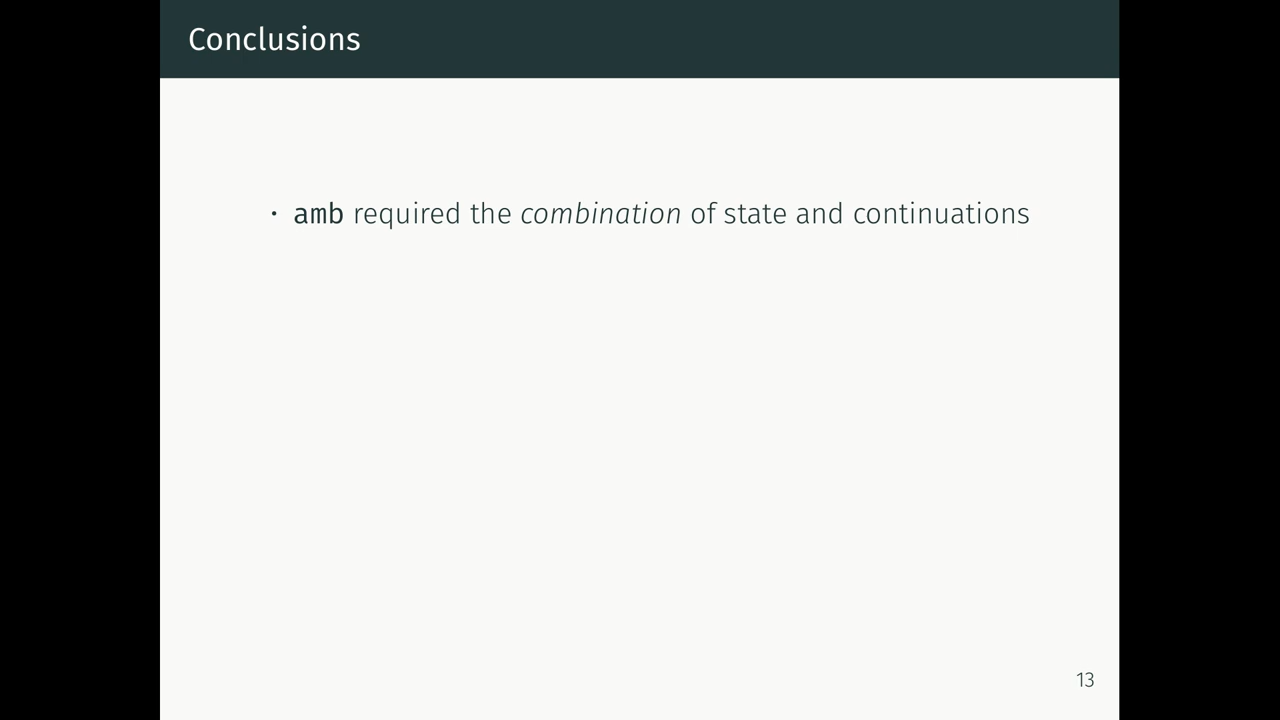 Conclusions
• amb required the combination of state and continuations
13